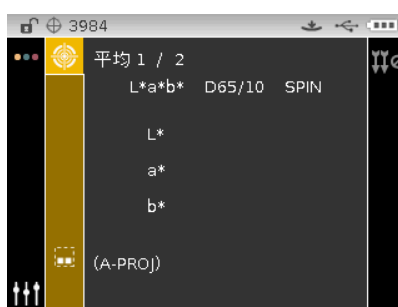 3984
平均 1 / 2
L*a*b* D65/10 SPIN
L*
a*
b*
(A-PROJ)